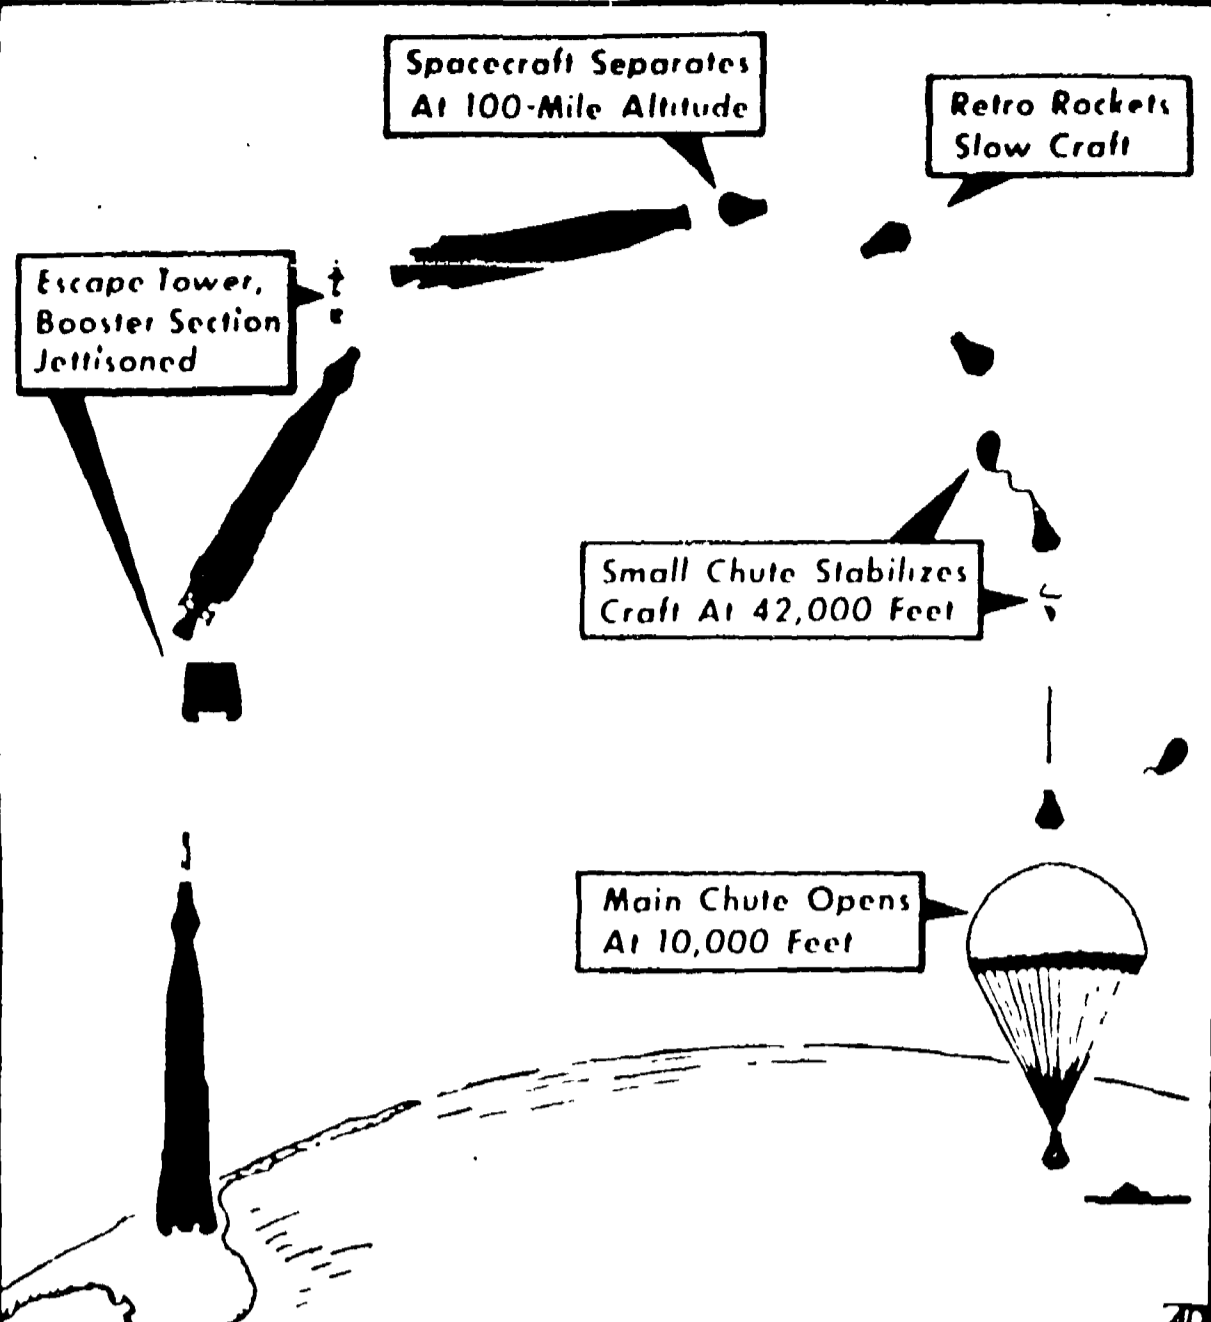 Spacecraft Separates
At 100-Mile Altitude
Retro Rockets
Slow Craft
Escape Tower,
Booster Section
Jettisoned
Small Chute Stabilizes
Craft At 42,000 Feet
Main Chute Opens
At 10,000 Feet